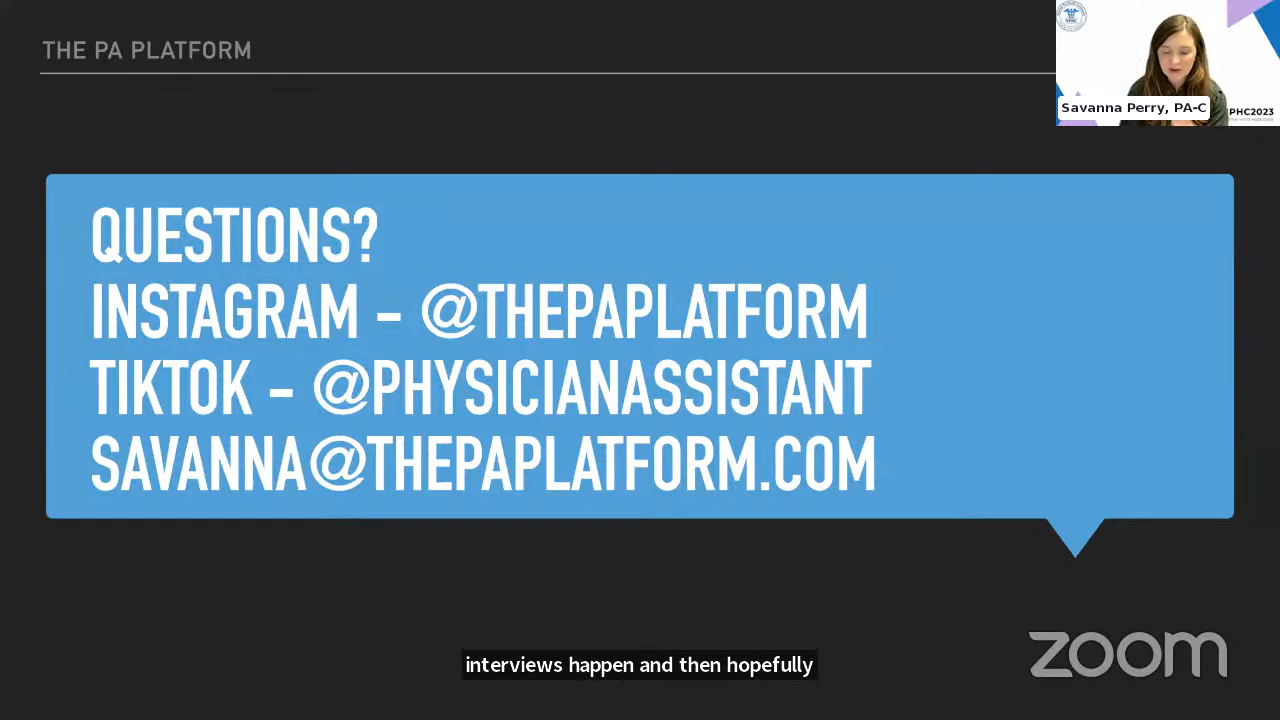 THE PA PLATFORM
Savanna Perry, PA-C
PHC2023
QUESTIONS?
INSTAGRAM - @THEPAPLATFORM
TIKTOK - @PHYSICIANASSISTANT
SAVANNA@THEPAPLATFORM.COM
interviews happen and then hopefully
zoom